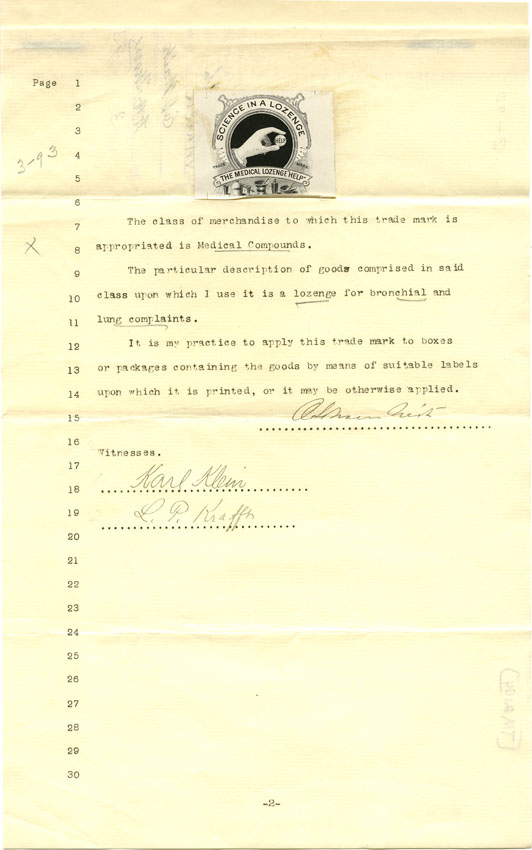 Page 1
2
3
4
5
6
7
8
9
10
11
12
13
14
15
16
17
18
19
20
21
22
23
24
25
26
27
28
29
30
3-93
X
SCIENCE IN A LOZENGE
HELP
TRADE MARK
"THE MEDICAL LOZENGE HELP"
The class of merchandise to which this trade mark is
appropriated is Medical Compounds.
The particular description of goods comprised in said
class upon which I use it is a lozenge for bronchial and
lung complaints.
It is my practice to apply this trade mark to boxes
or packages containing the goods by means of suitable labels
upon which it is printed, or it may be otherwise applied.
Witnesses.
Karl Klein
L. P. Krafft
-2-